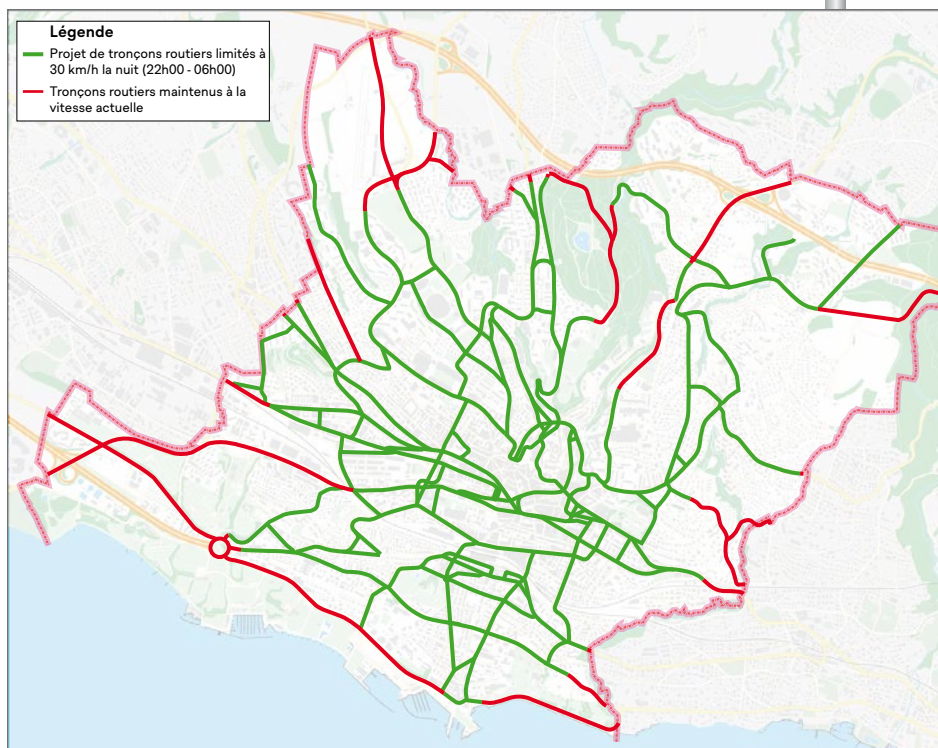 Légende
Projet de tronçons routiers limités à
30 km/h la nuit (22h00 - 06h00)
Tronçons routiers maintenus à la
vitesse actuelle